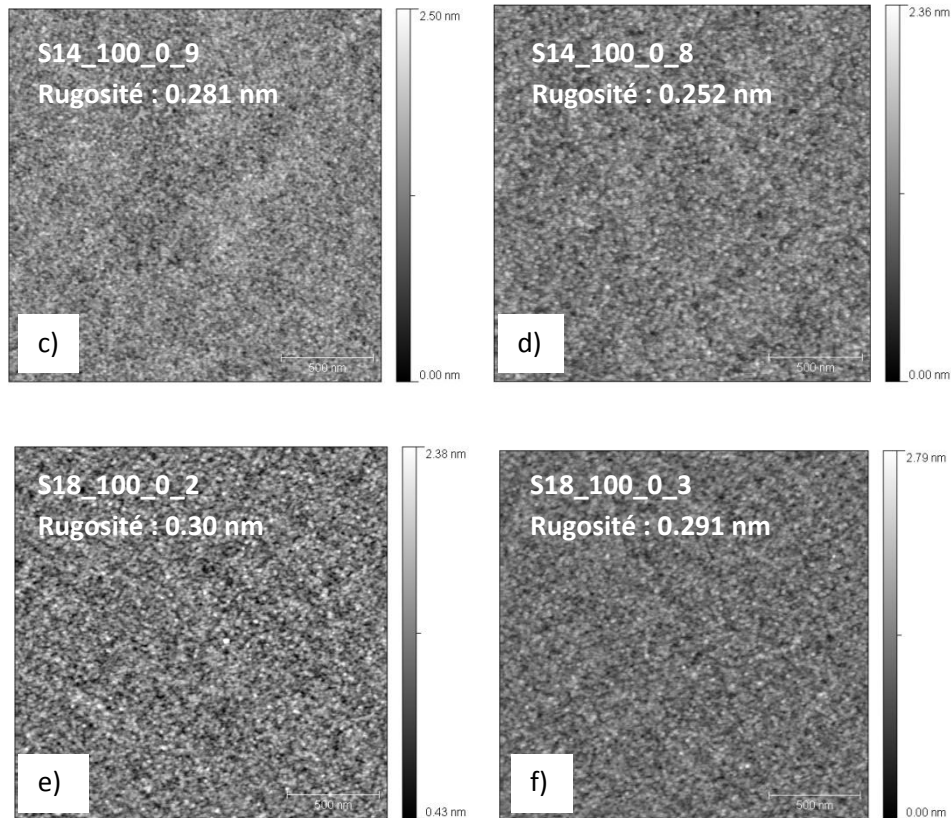 S14_100_0_9
Rugosité : 0.281 nm
2.50 nm
0.00 nm
500 nm
c)
S14_100_0_8
Rugosité : 0.252 nm
2.36 nm
0.00 nm
500 nm
d)
S18_100_0_2
Rugosité : 0.30 nm
2.38 nm
0.43 nm
500 nm
e)
S18_100_0_3
Rugosité : 0.291 nm
2.79 nm
0.00 nm
500 nm
f)